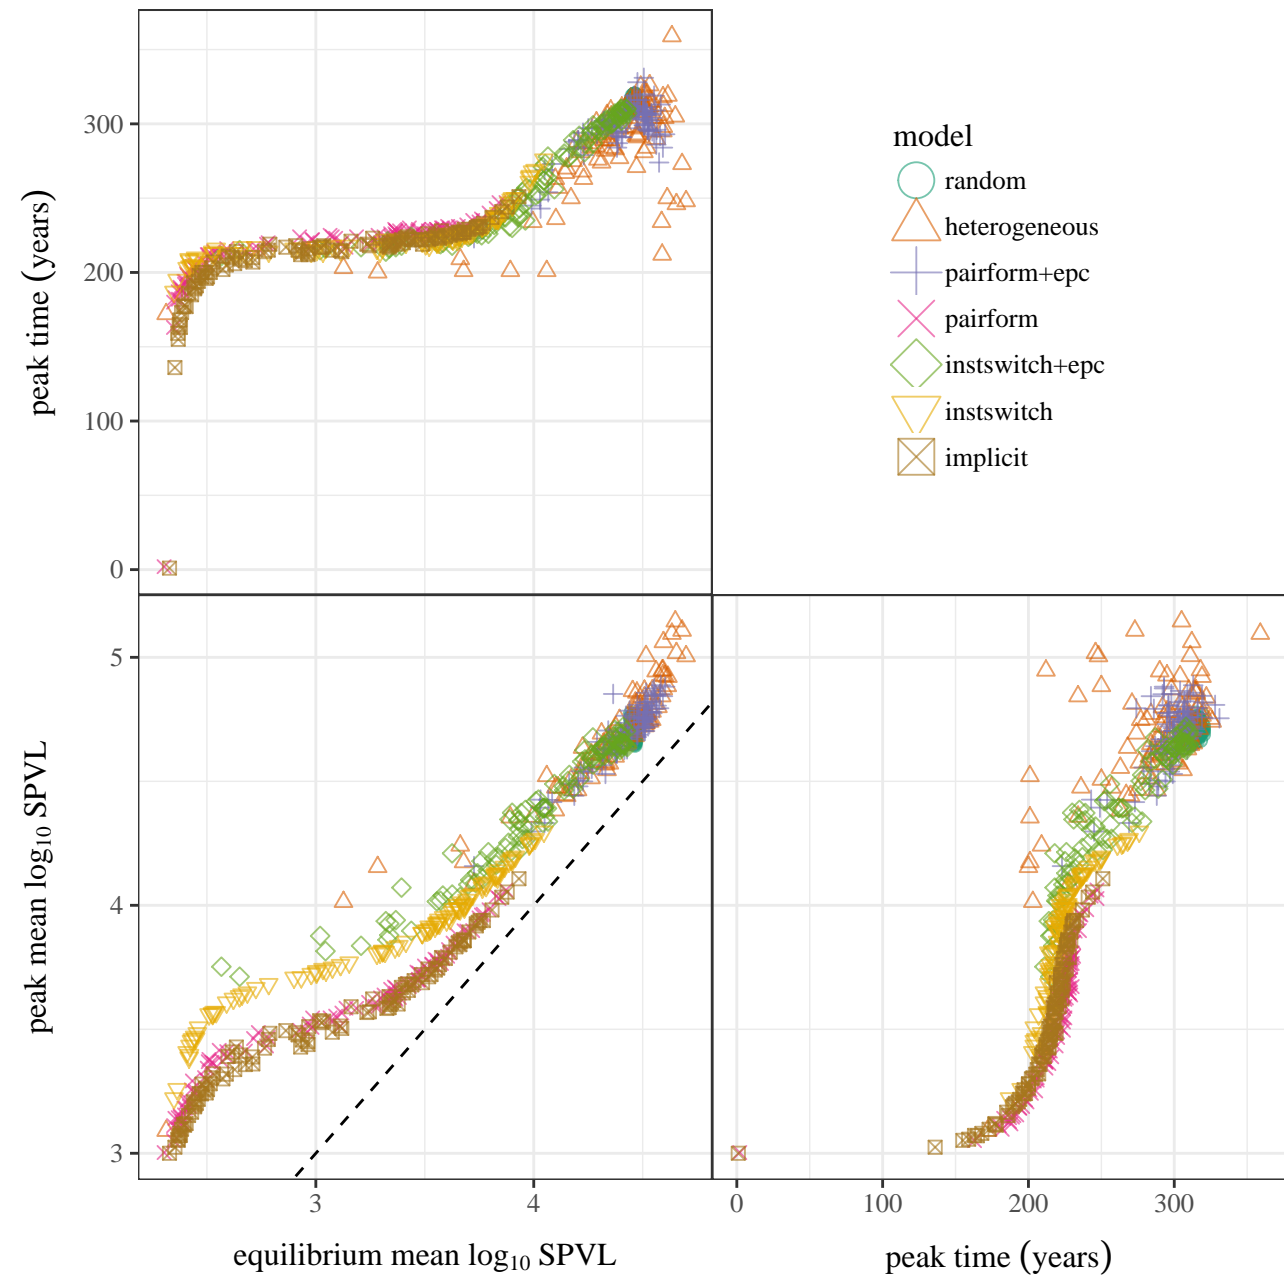 300
200
100
0
peak time (years)
model
random
heterogeneous
pairform+epc
pairform
instswitch+epc
instswitch
implicit
5
4
3
peak mean log₁₀ SPVL
3 4
equilibrium mean log₁₀ SPVL
0 100 200 300
peak time (years)